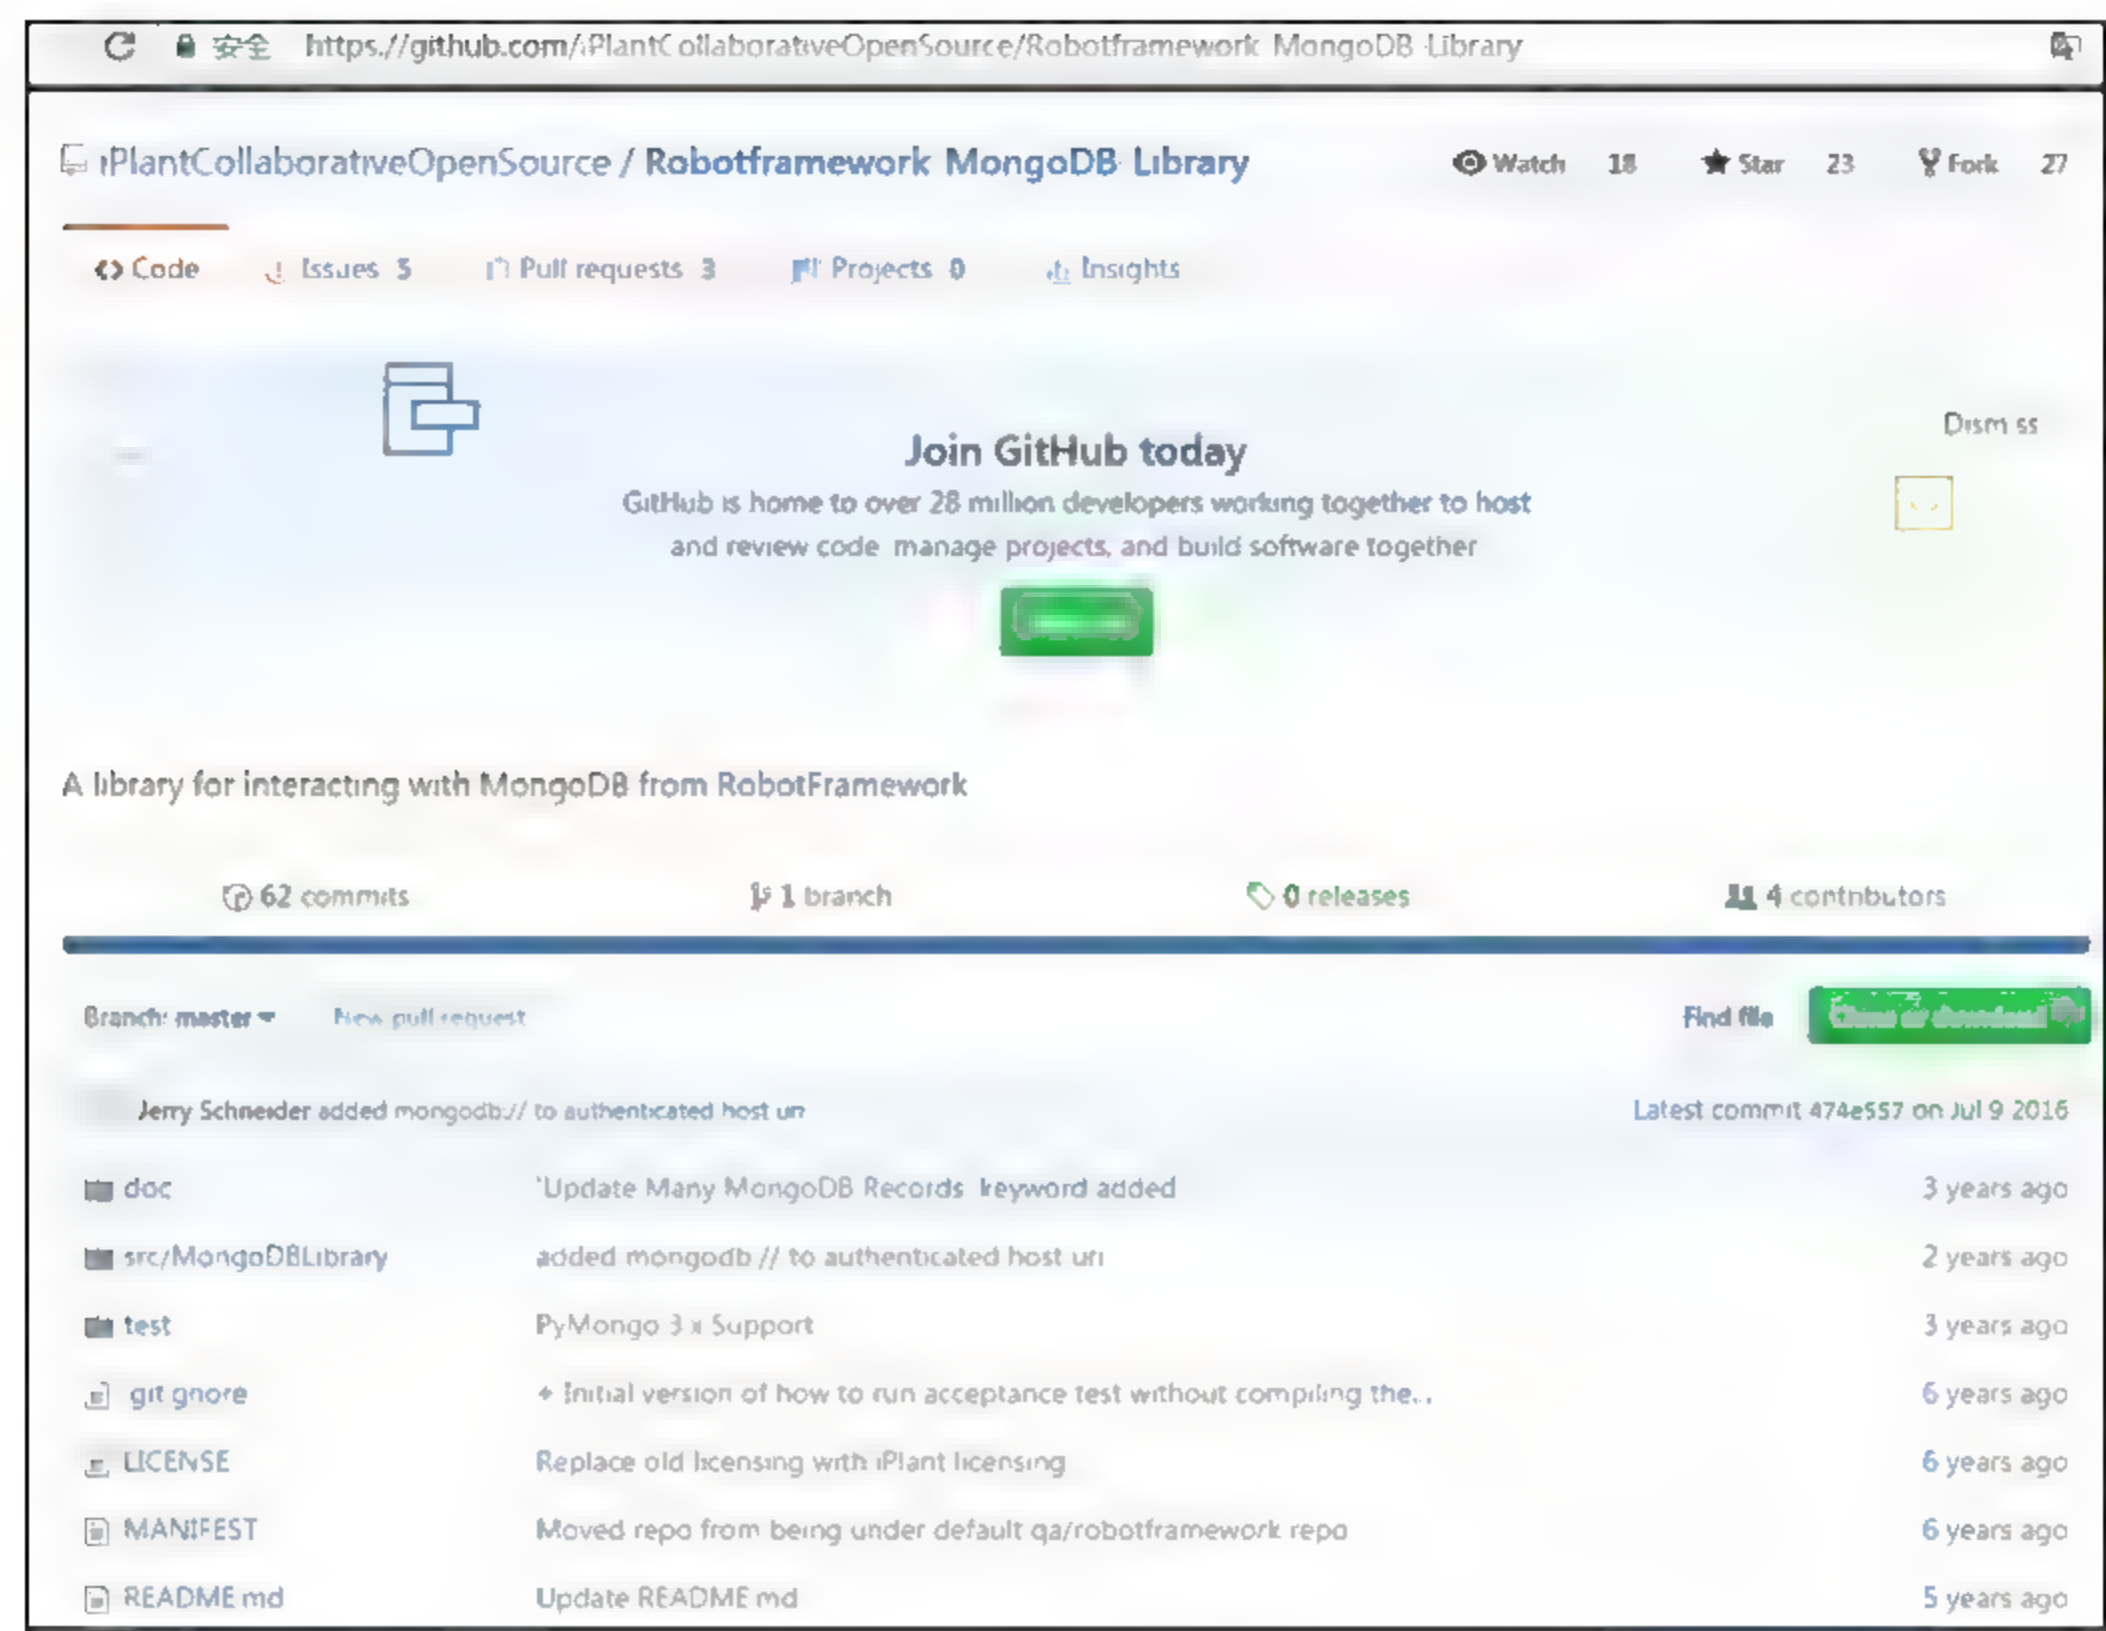 安全 https://github.com/iPlantCollaborativeOpenSource/Robotframework-MongoDB-Library
iPlantCollaborativeOpenSource / Robotframework-MongoDB-Library Watch 18 Star 23 Fork 27
Code Issues 5 Pull requests 3 Projects 0 Insights
Dismiss
Join GitHub today
GitHub is home to over 28 million developers working together to host
and review code, manage projects, and build software together
A library for interacting with MongoDB from RobotFramework
62 commits 1 branch 0 releases 4 contributors
Branch: master New pull request Find file Clone or download
Jerry Schneider added mongodb:// to authenticated host uri Latest commit 474e557 on Jul 9 2016
doc 'Update Many MongoDB Records' keyword added 3 years ago
src/MongoDBLibrary added mongodb:// to authenticated host uri 2 years ago
test PyMongo 3.x Support 3 years ago
.gitignore + Initial version of how to run acceptance test without compiling the... 6 years ago
LICENSE Replace old licensing with iPlant licensing 6 years ago
MANIFEST Moved repo from being under default qa/robotframework repo 6 years ago
README.md Update README.md 5 years ago